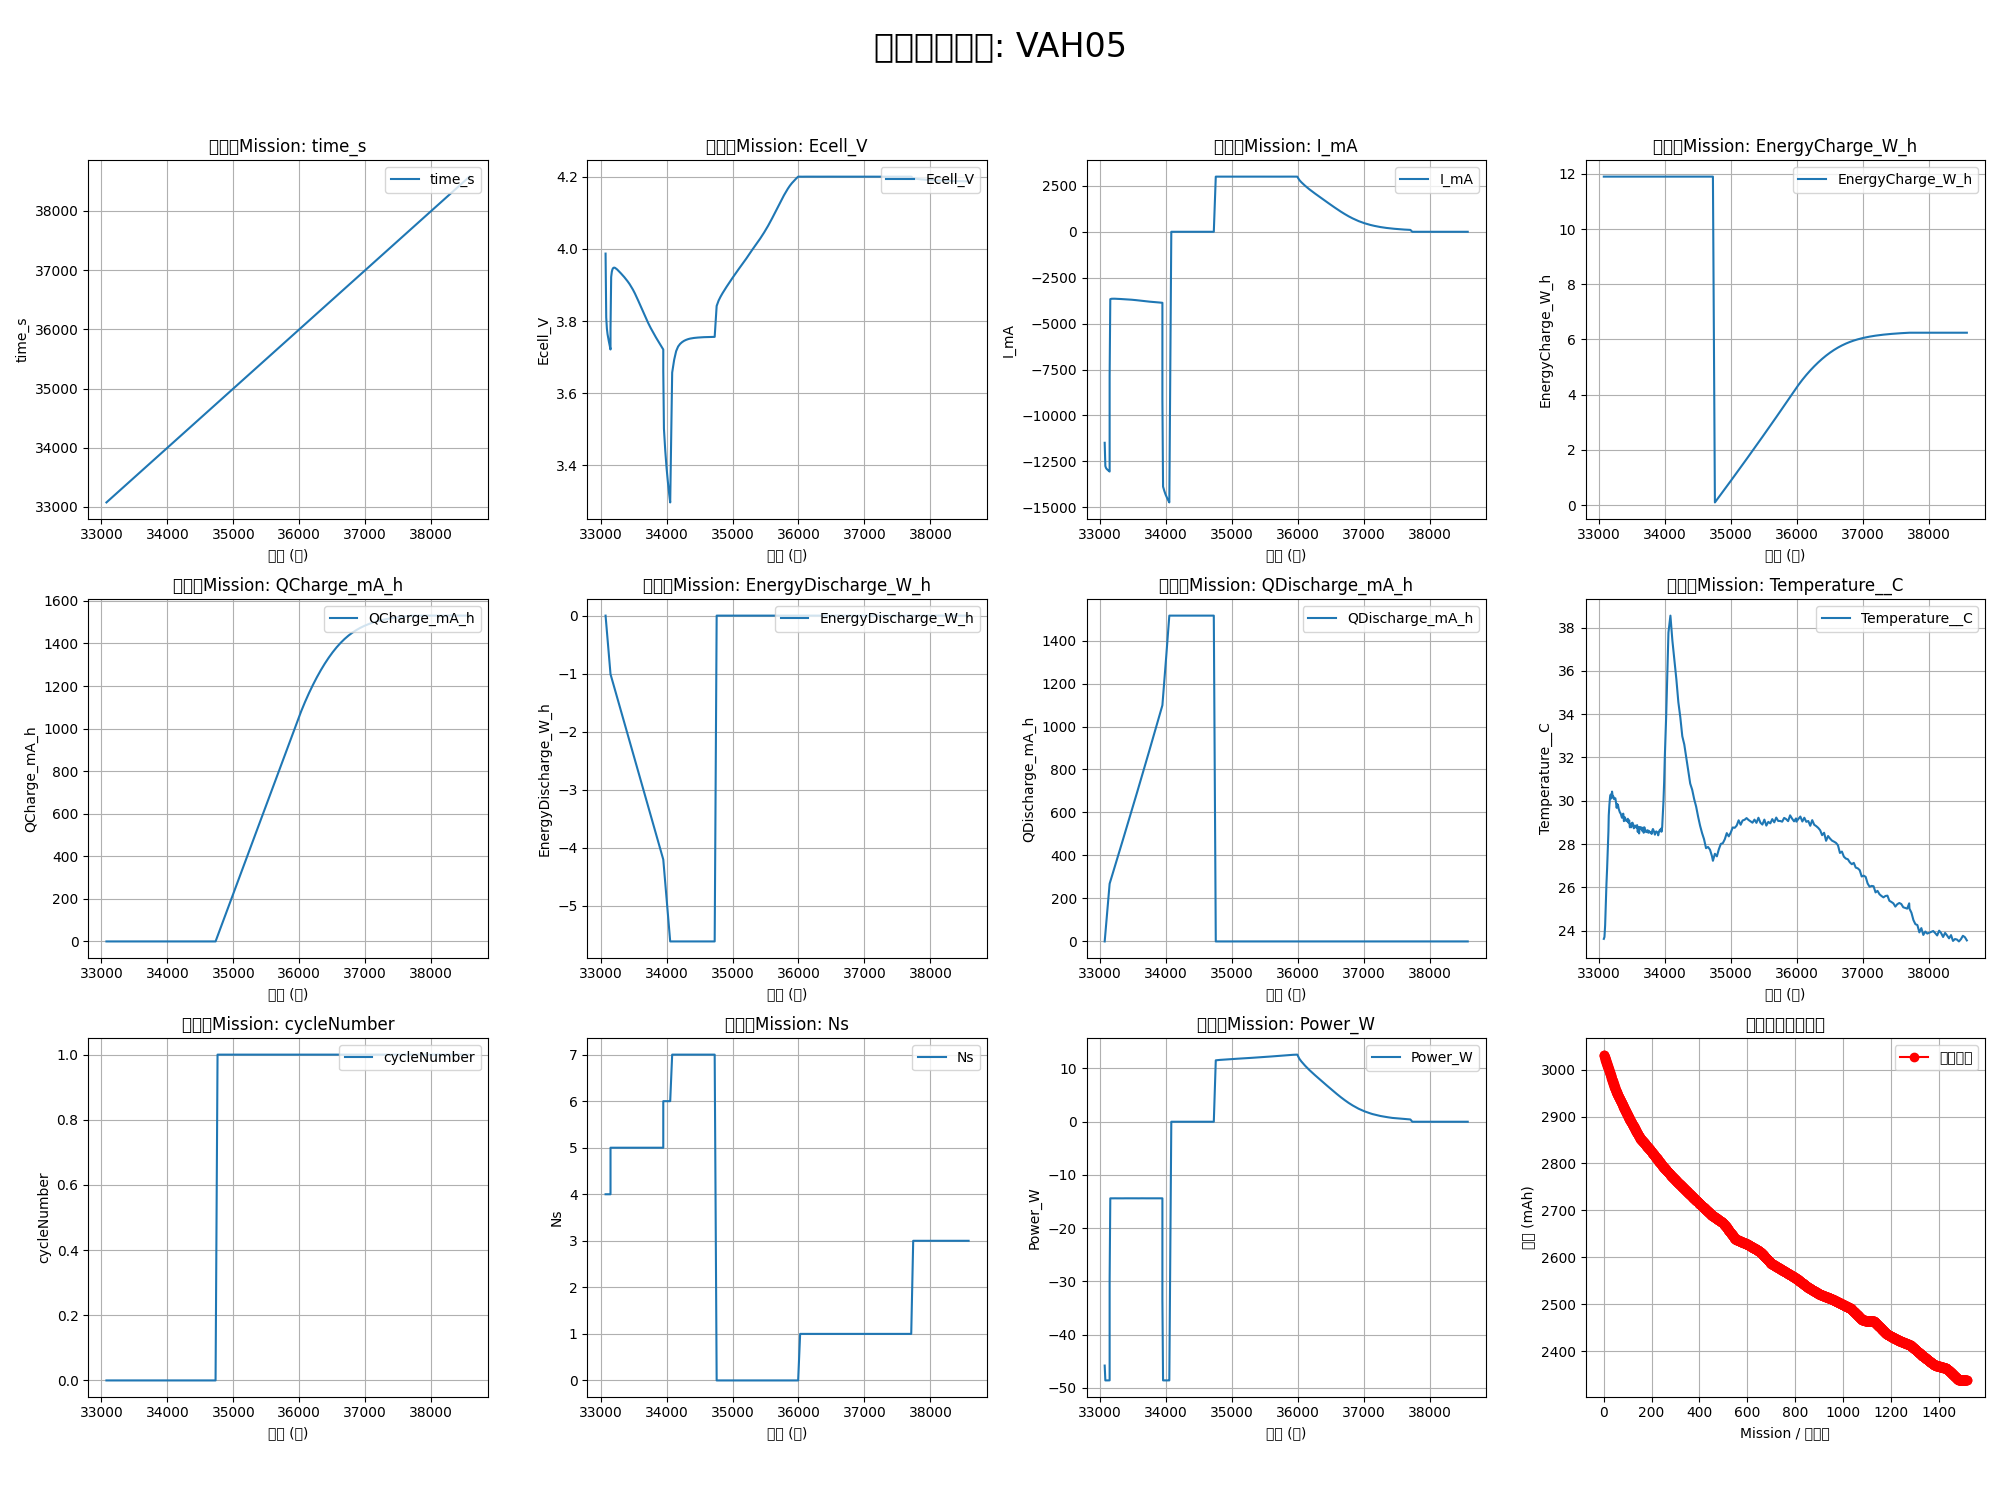 : VAH05
Mission: time_s
time_s
time_s
38000
37000
36000
35000
34000
33000
33000 34000 35000 36000 37000 38000
( )
Mission: Ecell_V
Ecell_V
Ecell_V
4.2
4.0
3.8
3.6
3.4
33000 34000 35000 36000 37000 38000
( )
Mission: I_mA
I_mA
I_mA
2500
0
−2500
−5000
−7500
−10000
−12500
−15000
33000 34000 35000 36000 37000 38000
( )
Mission: EnergyCharge_W_h
EnergyCharge_W_h
EnergyCharge_W_h
12
10
8
6
4
2
0
33000 34000 35000 36000 37000 38000
( )
Mission: QCharge_mA_h
QCharge_mA_h
QCharge_mA_h
1600
1400
1200
1000
800
600
400
200
0
33000 34000 35000 36000 37000 38000
( )
Mission: EnergyDischarge_W_h
EnergyDischarge_W_h
EnergyDischarge_W_h
0
−1
−2
−3
−4
−5
33000 34000 35000 36000 37000 38000
( )
Mission: QDischarge_mA_h
QDischarge_mA_h
QDischarge_mA_h
1400
1200
1000
800
600
400
200
0
33000 34000 35000 36000 37000 38000
( )
Mission: Temperature__C
Temperature__C
Temperature__C
38
36
34
32
30
28
26
24
33000 34000 35000 36000 37000 38000
( )
Mission: cycleNumber
cycleNumber
cycleNumber
1.0
0.8
0.6
0.4
0.2
0.0
33000 34000 35000 36000 37000 38000
( )
Mission: Ns
Ns
Ns
7
6
5
4
3
2
1
0
33000 34000 35000 36000 37000 38000
( )
Mission: Power_W
Power_W
Power_W
10
0
−10
−20
−30
−40
−50
33000 34000 35000 36000 37000 38000
( )
(mAh)
3000
2900
2800
2700
2600
2500
2400
0 200 400 600 800 1000 1200 1400
Mission /